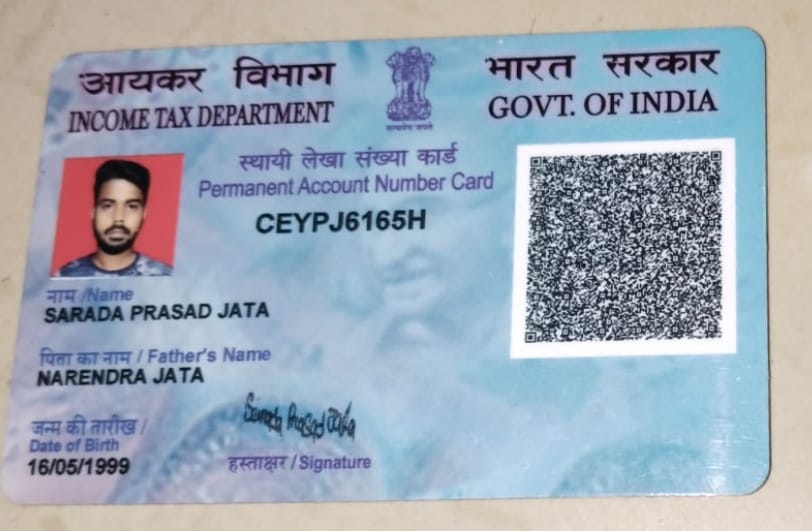 आयकर विभाग
INCOME TAX DEPARTMENT
सत्यमेव जयते
भारत सरकार
GOVT. OF INDIA
स्थायी लेखा संख्या कार्ड
Permanent Account Number Card
CEYPJ6165H
नाम /Name
SARADA PRASAD JATA
पिता का नाम / Father's Name
NARENDRA JATA
जन्म की तारीख /
Date of Birth
16/05/1999
Sarada Prasad Jata
हस्ताक्षर / Signature